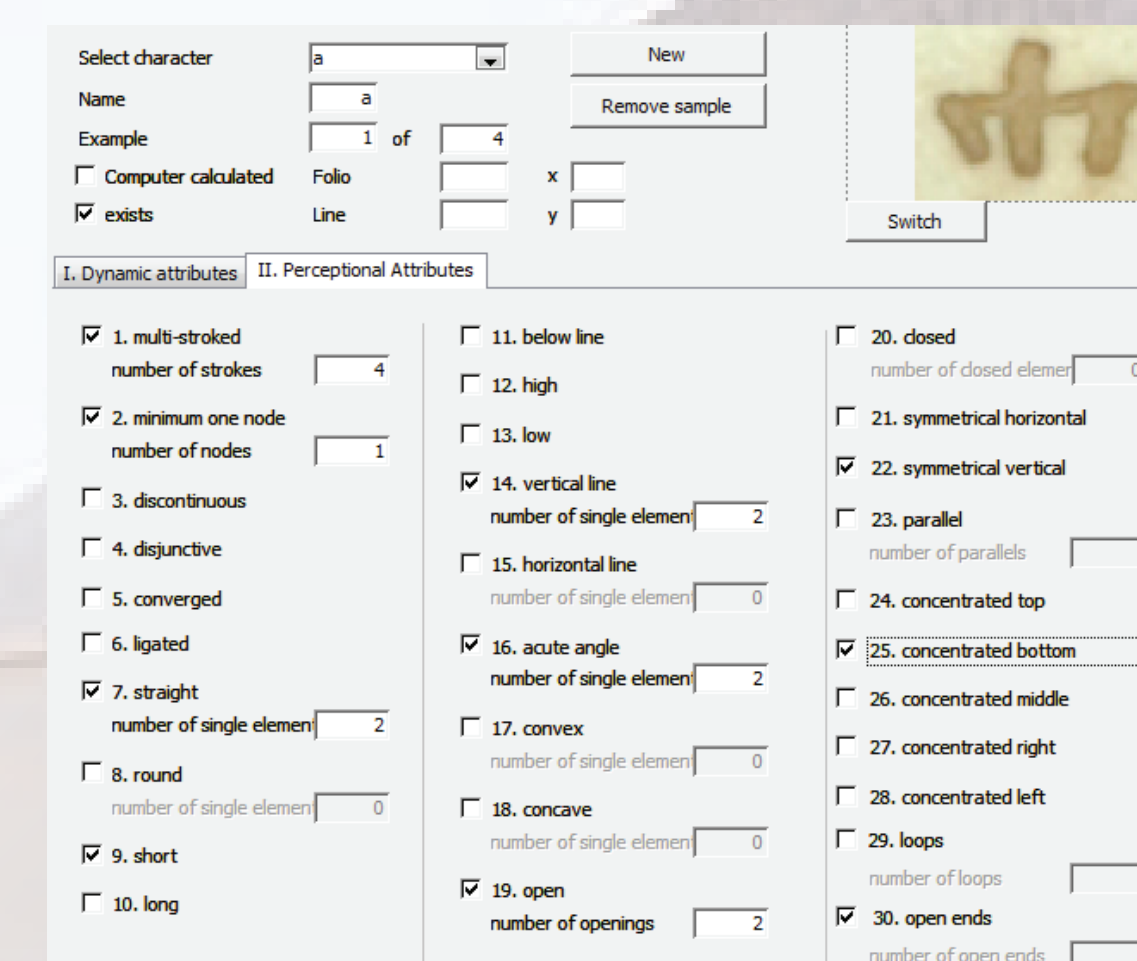 Select character a New
Name a Remove sample
Example 1 of 4
Computer calculated Folio x
exists Line y
Switch
I. Dynamic attributes II. Perceptional Attributes
1. multi-stroked
number of strokes 4
2. minimum one node
number of nodes 1
3. discontinuous
4. disjunctive
5. converged
6. ligated
7. straight
number of single element 2
8. round
number of single element 0
9. short
10. long
11. below line
12. high
13. low
14. vertical line
number of single element 2
15. horizontal line
number of single element 0
16. acute angle
number of single element 2
17. convex
number of single element 0
18. concave
number of single element 0
19. open
number of openings 2
20. closed
number of closed elemer 0
21. symmetrical horizontal
22. symmetrical vertical
23. parallel
number of parallels
24. concentrated top
25. concentrated bottom
26. concentrated middle
27. concentrated right
28. concentrated left
29. loops
number of loops
30. open ends
number of open ends